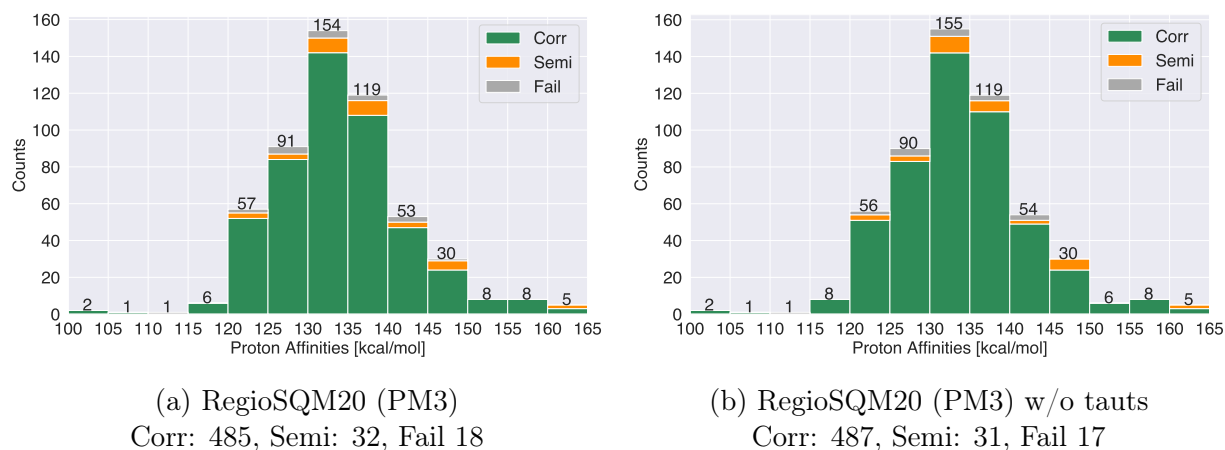 160
140
120
100
80
60
40
20
0
Counts
154
119
91
57
53
30
2
1
1
6
8
8
5
Corr
Semi
Fail
100 105 110 115 120 125 130 135 140 145 150 155 160 165
Proton Affinities [kcal/mol]
(a) RegioSQM20 (PM3)
Corr: 485, Semi: 32, Fail 18
160
140
120
100
80
60
40
20
0
Counts
155
119
90
56
54
30
2
1
1
8
6
8
5
Corr
Semi
Fail
100 105 110 115 120 125 130 135 140 145 150 155 160 165
Proton Affinities [kcal/mol]
(b) RegioSQM20 (PM3) w/o tauts
Corr: 487, Semi: 31, Fail 17